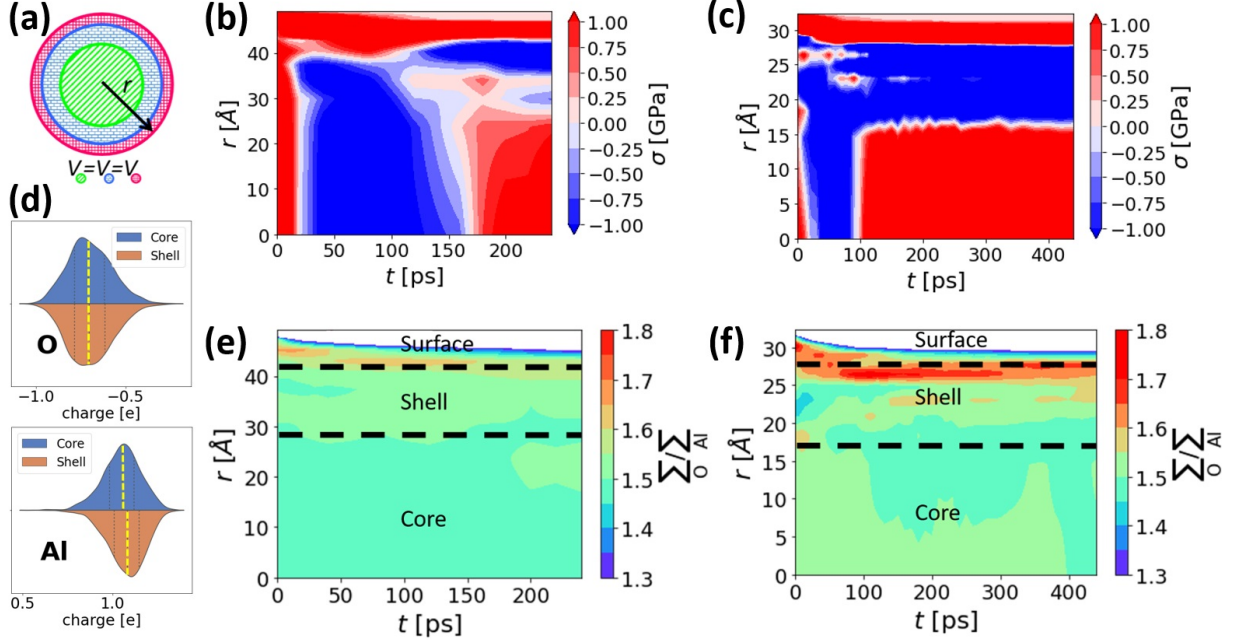 (a)
r
V=V=V
(b)
r [Å]
40
30
20
10
0
0
50
100
150
200
t [ps]
1.00
0.75
0.50
0.25
0.00
−0.25
−0.50
−0.75
−1.00
σ [GPa]
(c)
r [Å]
30
25
20
15
10
5
0
0
100
200
300
400
t [ps]
1.00
0.75
0.50
0.25
0.00
−0.25
−0.50
−0.75
−1.00
σ [GPa]
(d)
Core
Shell
O
−1.0
−0.5
charge [e]
Core
Shell
Al
0.5
1.0
charge [e]
(e)
r [Å]
40
30
20
10
0
Surface
Shell
Core
0
50
100
150
200
t [ps]
1.8
1.7
1.6
1.5
1.4
1.3
∑O/∑Al
(f)
r [Å]
30
25
20
15
10
5
0
Surface
Shell
Core
0
100
200
300
400
t [ps]
1.8
1.7
1.6
1.5
1.4
1.3
∑O/∑Al